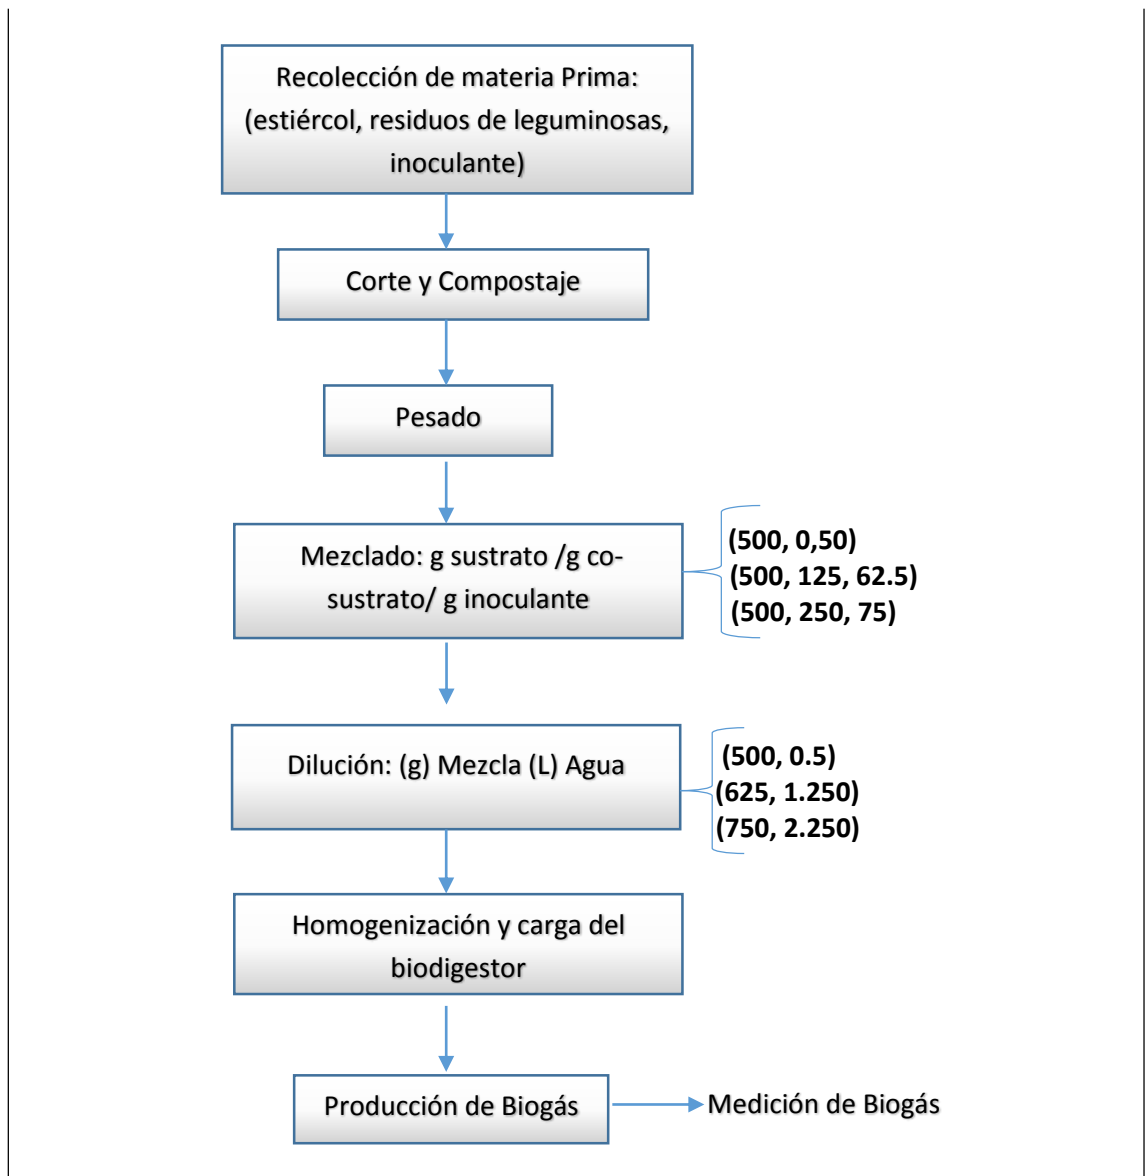 Recolección de materia Prima:
(estiércol, residuos de leguminosas,
inoculante)
Corte y Compostaje
Pesado
Mezclado: g sustrato /g co-
sustrato/ g inoculante
(500, 0,50)
(500, 125, 62.5)
(500, 250, 75)
Dilución: (g) Mezcla (L) Agua
(500, 0.5)
(625, 1.250)
(750, 2.250)
Homogenización y carga del
biodigestor
Producción de Biogás
Medición de Biogás